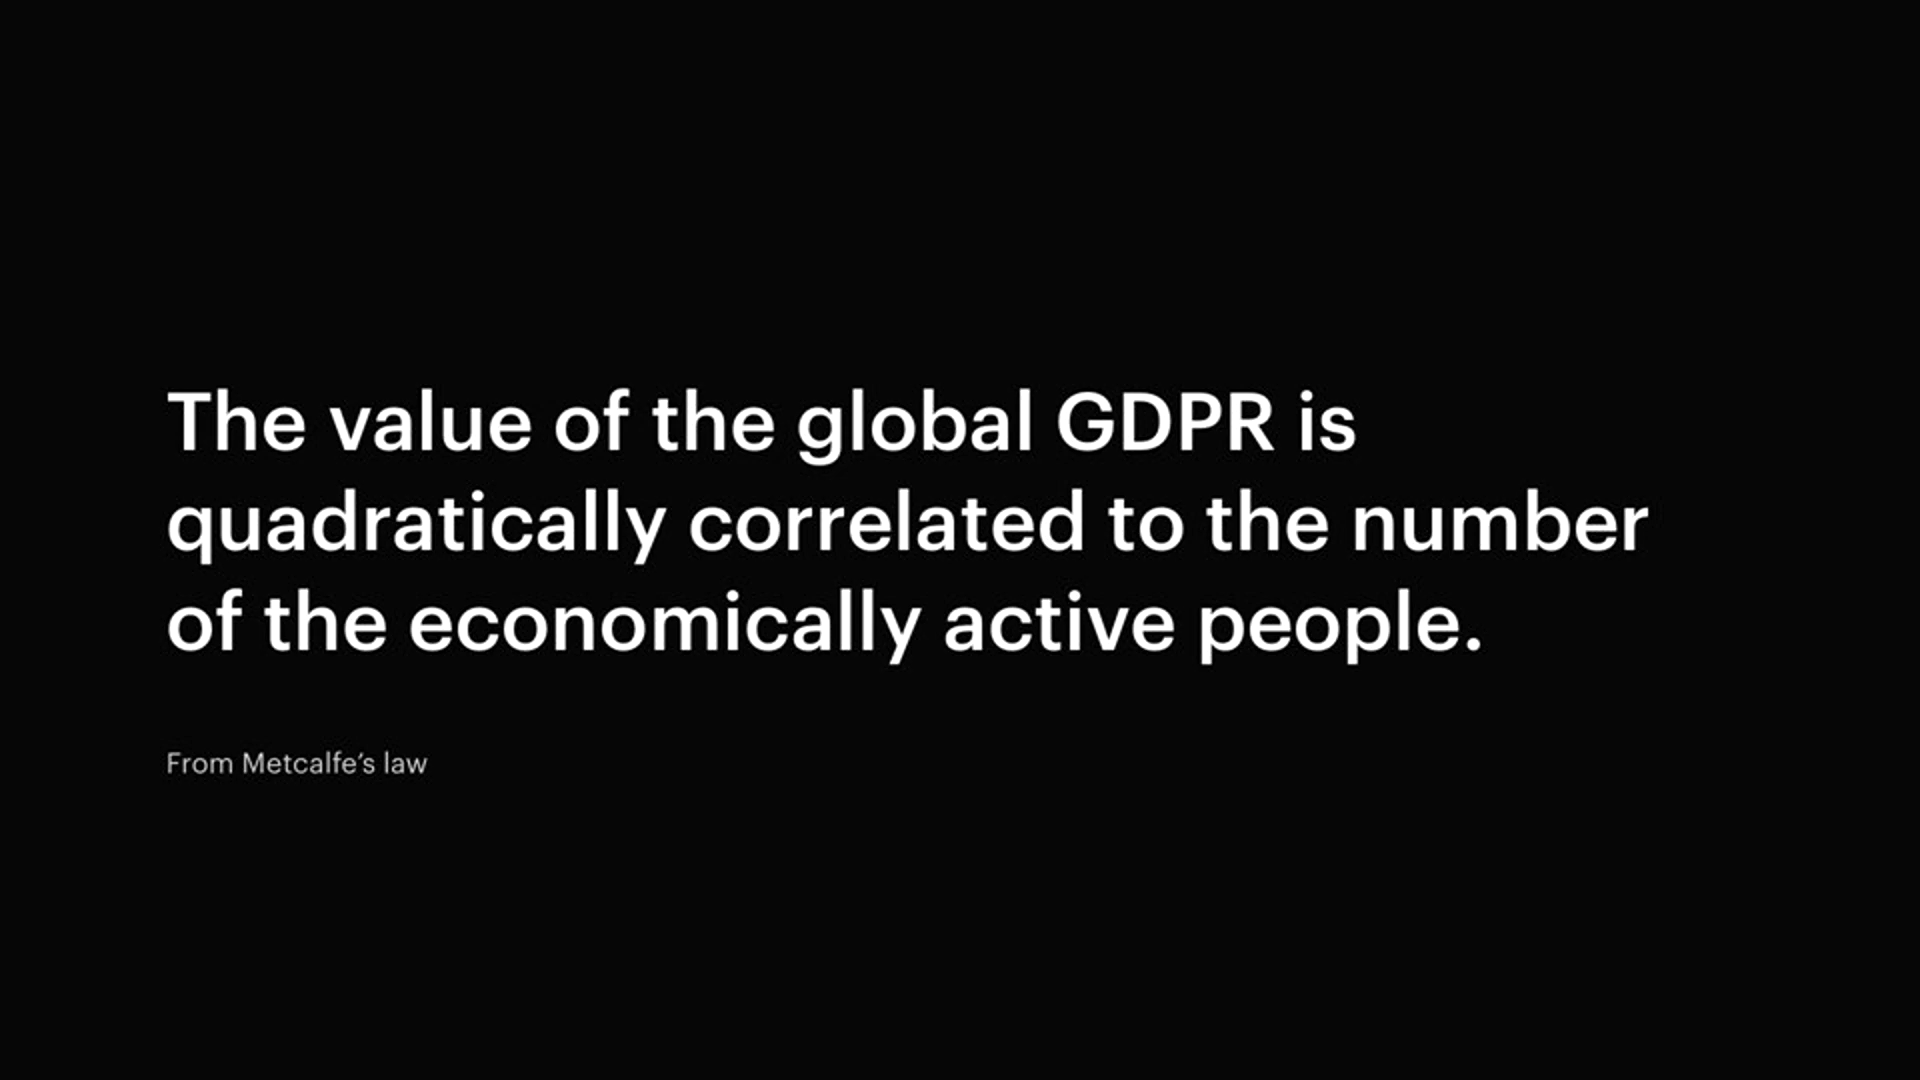 The value of the global GDPR is
quadratically correlated to the number
of the economically active people.
From Metcalfe’s law